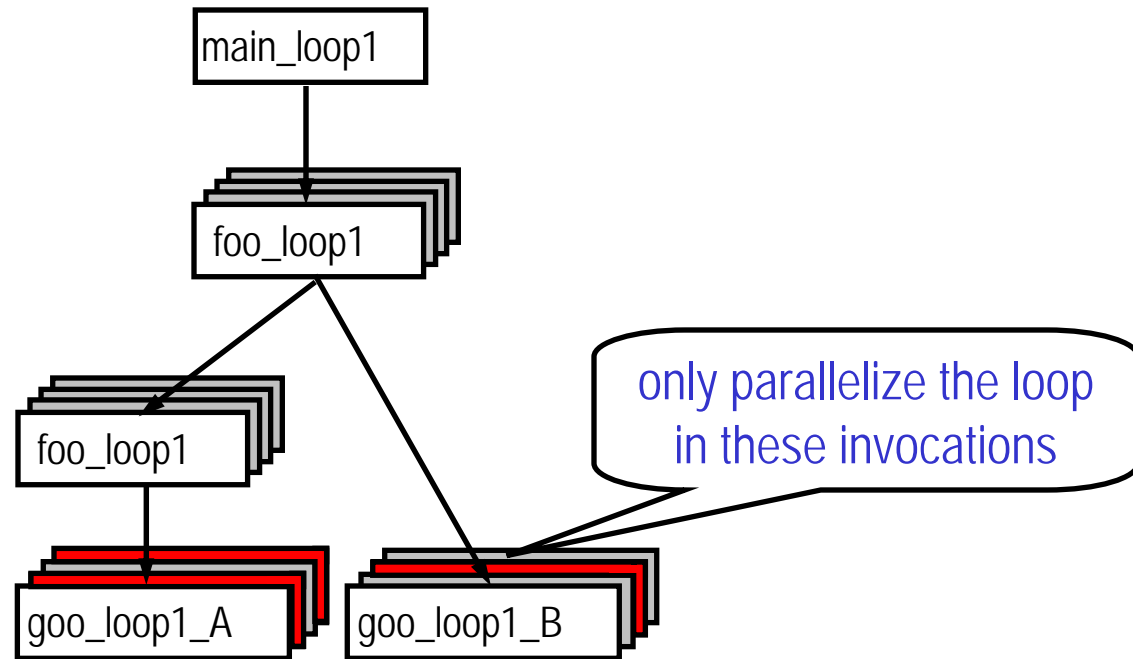 main_loop1
foo_loop1
only parallelize the loop
in these invocations
foo_loop1
goo_loop1_A
goo_loop1_B